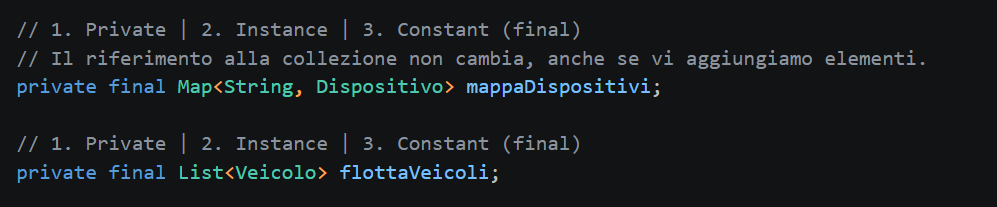 // 1. Private | 2. Instance | 3. Constant (final)
// Il riferimento alla collezione non cambia, anche se vi aggiungiamo elementi.
private final Map<String, Dispositivo> mappaDispositivi;
// 1. Private | 2. Instance | 3. Constant (final)
private final List<Veicolo> flottaVeicoli;